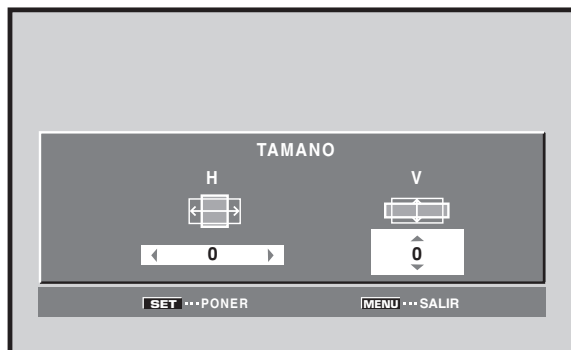 TAMANO
H V
0 0
SET ···PONER MENU ···SALIR